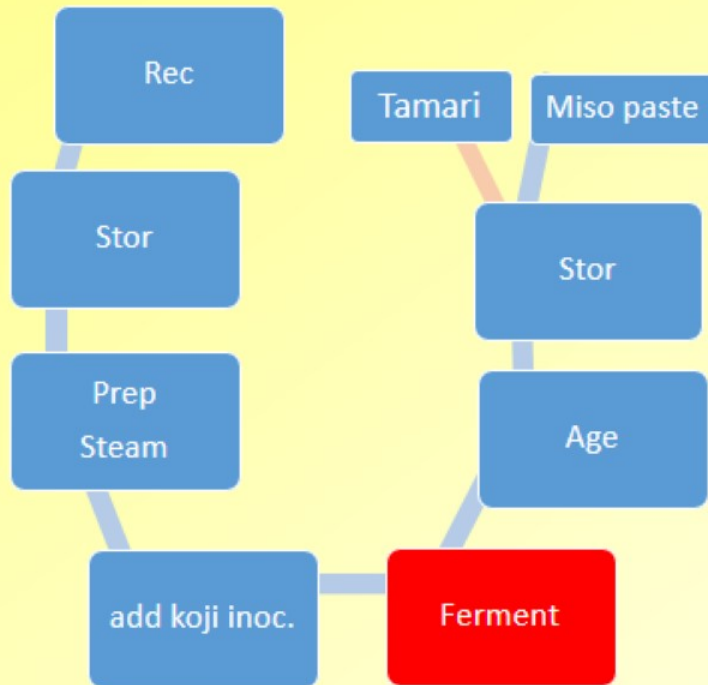 Rec
Stor
Prep
Steam
add koji inoc.
Ferment
Age
Stor
Tamari
Miso paste